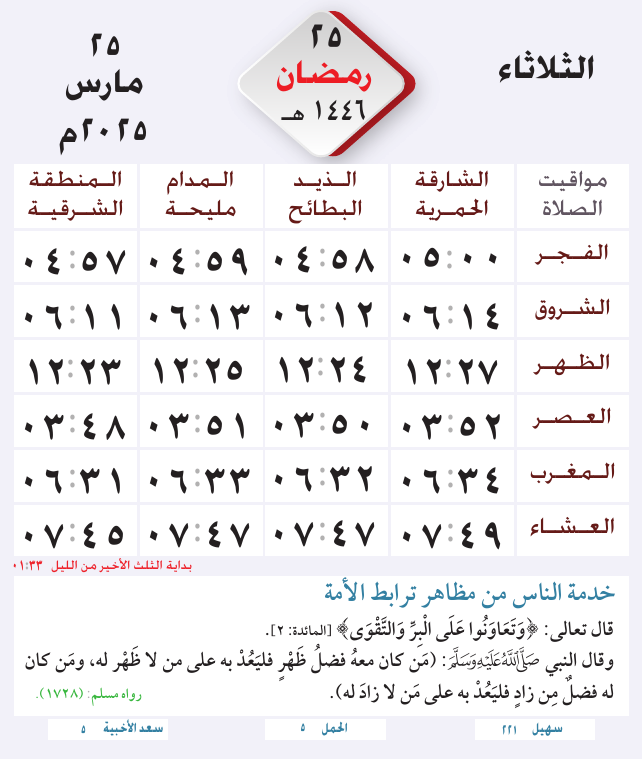 الثلاثاء
٢٥
رمضان
١٤٤٦ هـ
٢٥
مارس
٢٠٢٥م
مواقيت الصلاة | الشارقة الحمرية | الذيد البطائح | المدام مليحة | المنطقة الشرقية
الفجر ٠٥:٠٠ ٠٤:٥٨ ٠٤:٥٩ ٠٤:٥٧
الشروق ٠٦:١٤ ٠٦:١٢ ٠٦:١٣ ٠٦:١١
الظهر ١٢:٢٧ ١٢:٢٤ ١٢:٢٥ ١٢:٢٣
العصر ٠٣:٥٢ ٠٣:٥٠ ٠٣:٥١ ٠٣:٤٨
المغرب ٠٦:٣٤ ٠٦:٣٢ ٠٦:٣٣ ٠٦:٣١
العشاء ٠٧:٤٩ ٠٧:٤٧ ٠٧:٤٧ ٠٧:٤٥
بداية الثلث الأخير من الليل ٠١:٣٣
خدمة الناس من مظاهر ترابط الأمة
قال تعالى: ﴿وَتَعَاوَنُوا عَلَى الْبِرِّ وَالتَّقْوَى﴾ [المائدة: ٢].
وقال النبي ﷺ: (مَن كان معهُ فضلُ ظَهْرٍ فليَعُدْ به على من لا ظَهْر له، ومَن كان
له فضلٌ مِن زادٍ فليَعُدْ به على مَن لا زادَ له). رواه مسلم: (١٧٢٨).
سهيل ٢٢١ الحمل ٥ سعد الأخبية ٥